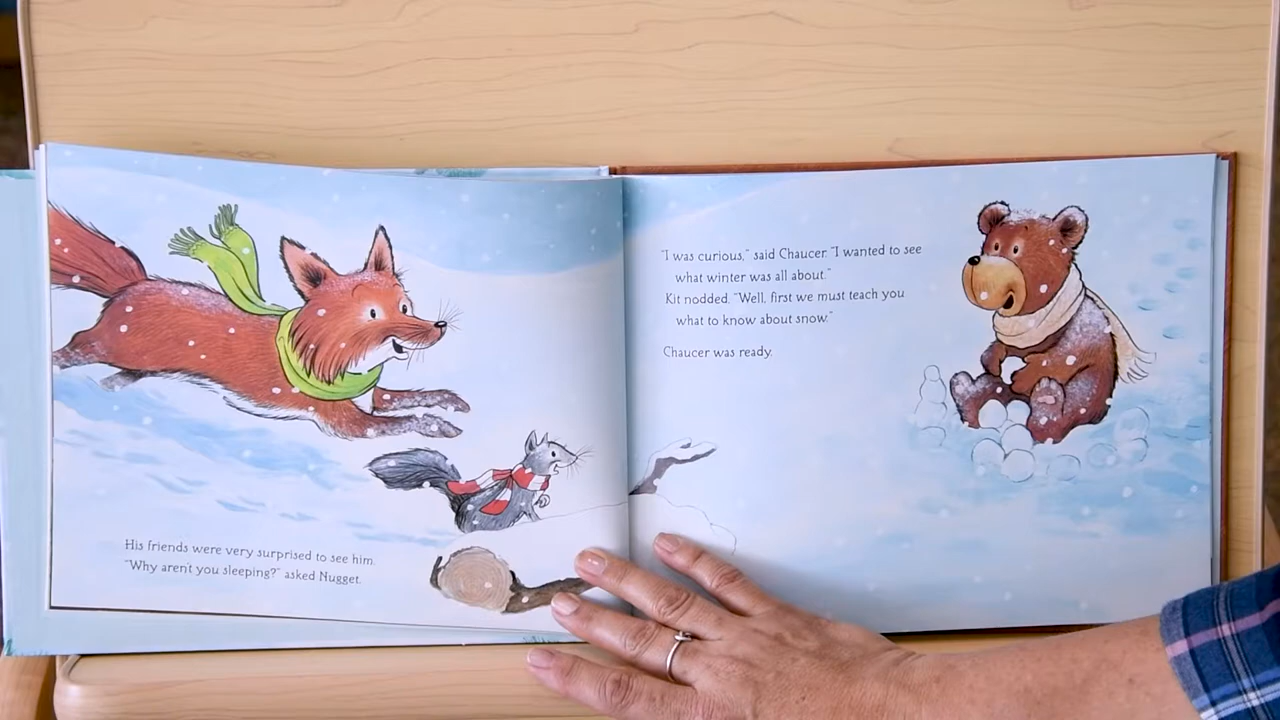 His friends were very surprised to see him.
"Why aren't you sleeping?" asked Nugget.
"I was curious," said Chaucer. "I wanted to see
what winter was all about."
Kit nodded. "Well, first we must teach you
what to know about snow."
Chaucer was ready.